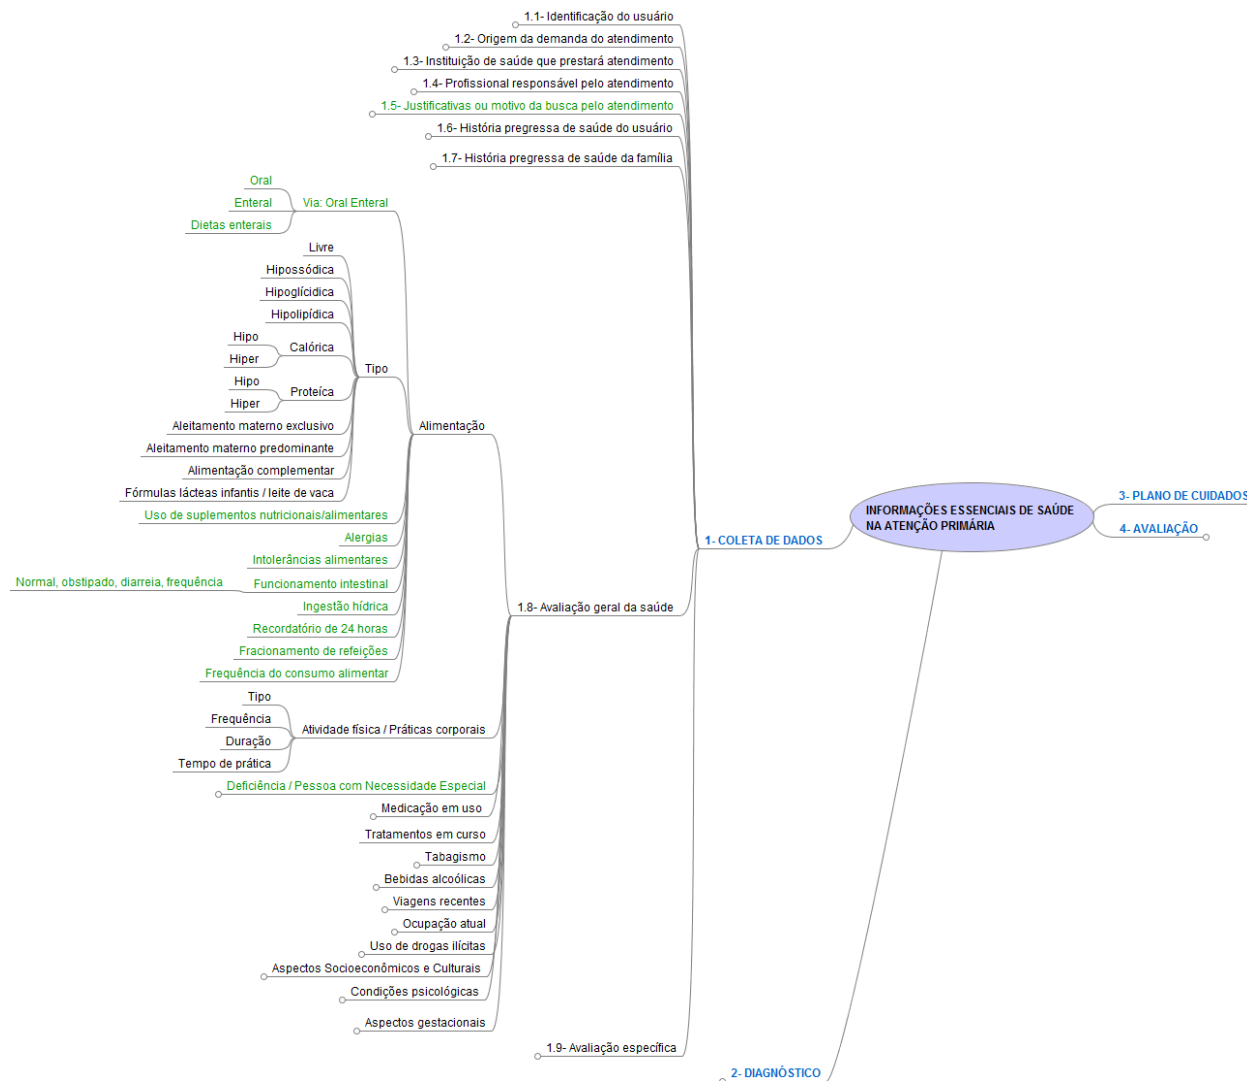 1.1- Identificação do usuário
1.2- Origem da demanda do atendimento
1.3- Instituição de saúde que prestará atendimento
1.4- Profissional responsável pelo atendimento
1.5- Justificativas ou motivo da busca pelo atendimento
1.6- História pregressa de saúde do usuário
1.7- História pregressa de saúde da família
Oral
Enteral
Dietas enterais
Via: Oral Enteral
Livre
Hipossódica
Hipoglícidica
Hipolipídica
Hipo
Hiper
Calórica
Hipo
Hiper
Proteíca
Aleitamento materno exclusivo
Aleitamento materno predominante
Alimentação complementar
Fórmulas lácteas infantis / leite de vaca
Tipo
Uso de suplementos nutricionais/alimentares
Alergias
Intolerâncias alimentares
Normal, obstipado, diarreia, frequência
Funcionamento intestinal
Ingestão hídrica
Recordatório de 24 horas
Fracionamento de refeições
Frequência do consumo alimentar
Alimentação
Tipo
Frequência
Duração
Tempo de prática
Atividade física / Práticas corporais
Deficiência / Pessoa com Necessidade Especial
Medicação em uso
Tratamentos em curso
Tabagismo
Bebidas alcoólicas
Viagens recentes
Ocupação atual
Uso de drogas ilícitas
Aspectos Socioeconômicos e Culturais
Condições psicológicas
Aspectos gestacionais
1.8- Avaliação geral da saúde
1.9- Avaliação específica
1- COLETA DE DADOS
INFORMAÇÕES ESSENCIAIS DE SAÚDE
NA ATENÇÃO PRIMÁRIA
3- PLANO DE CUIDADOS
4- AVALIAÇÃO
2- DIAGNÓSTICO